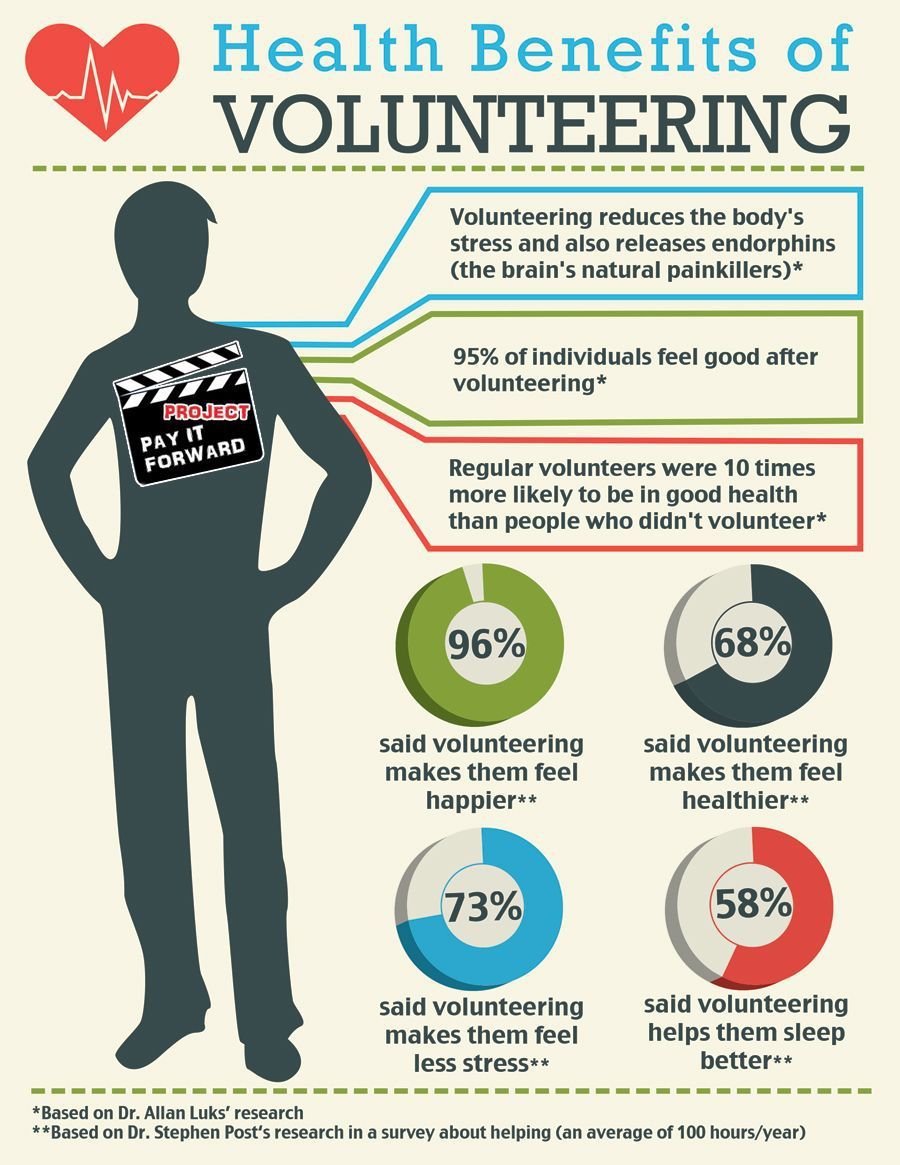 Health Benefits of
VOLUNTEERING
Volunteering reduces the body's
stress and also releases endorphins
(the brain's natural painkillers)*
95% of individuals feel good after
volunteering*
PROJECT
PAY IT
FORWARD
Regular volunteers were 10 times
more likely to be in good health
than people who didn't volunteer*
96%
said volunteering
makes them feel
happier**
68%
said volunteering
makes them feel
healthier**
73%
said volunteering
makes them feel
less stress**
58%
said volunteering
helps them sleep
better**
*Based on Dr. Allan Luks' research
**Based on Dr. Stephen Post's research in a survey about helping (an average of 100 hours/year)